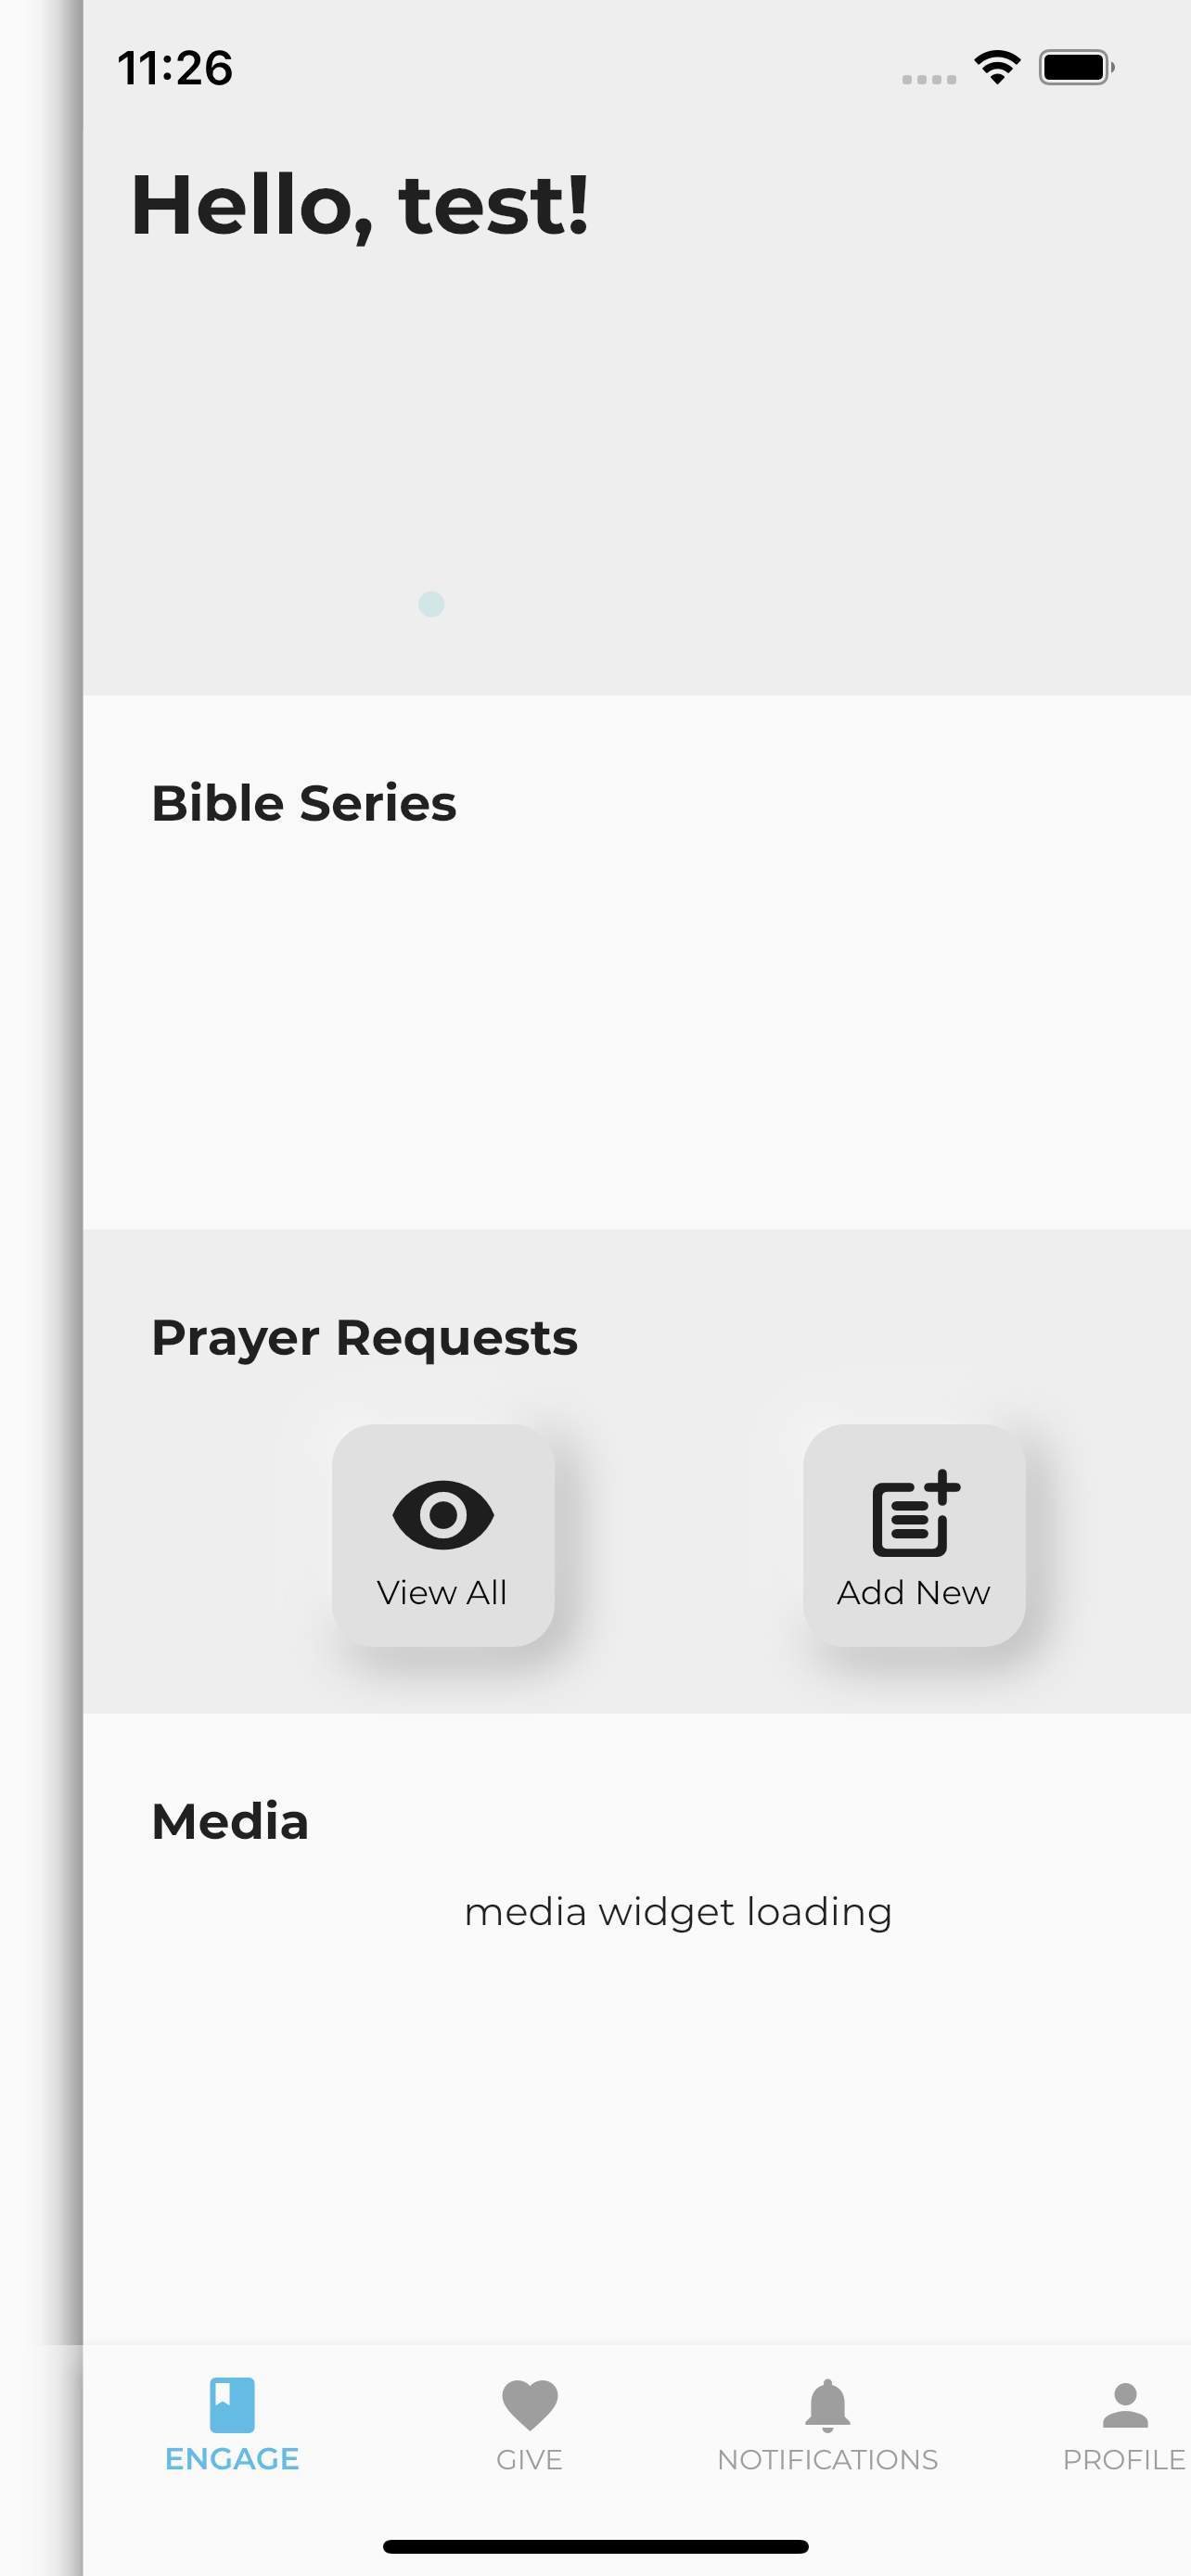 11:26
Hello, test!
Bible Series
Prayer Requests
View All
Add New
Media
media widget loading
ENGAGE
GIVE
NOTIFICATIONS
PROFILE